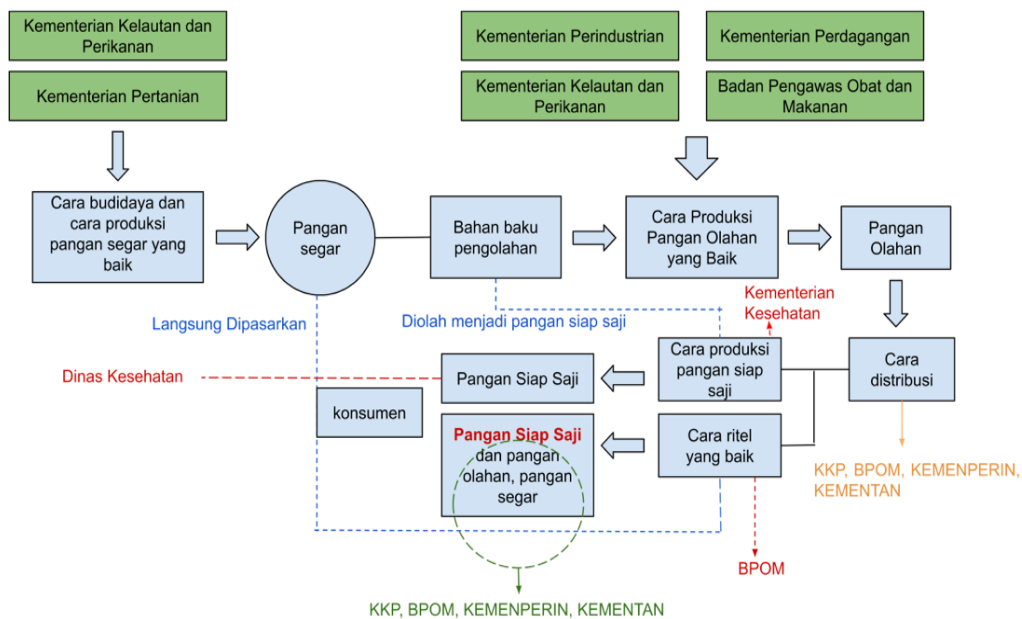 Kementerian Kelautan dan
Perikanan
Kementerian Pertanian
Kementerian Perindustrian
Kementerian Perdagangan
Kementerian Kelautan dan
Perikanan
Badan Pengawas Obat dan
Makanan
Cara budidaya dan
cara produksi
pangan segar yang
baik
Pangan
segar
Bahan baku
pengolahan
Cara Produksi
Pangan Olahan
yang Baik
Pangan
Olahan
Langsung Dipasarkan
Diolah menjadi pangan siap saji
Kementerian
Kesehatan
Dinas Kesehatan
Pangan Siap Saji
Cara produksi
pangan siap
saji
Cara
distribusi
konsumen
Pangan Siap Saji
dan pangan
olahan, pangan
segar
Cara ritel
yang baik
KKP, BPOM, KEMENPERIN,
KEMENTAN
BPOM
KKP, BPOM, KEMENPERIN, KEMENTAN